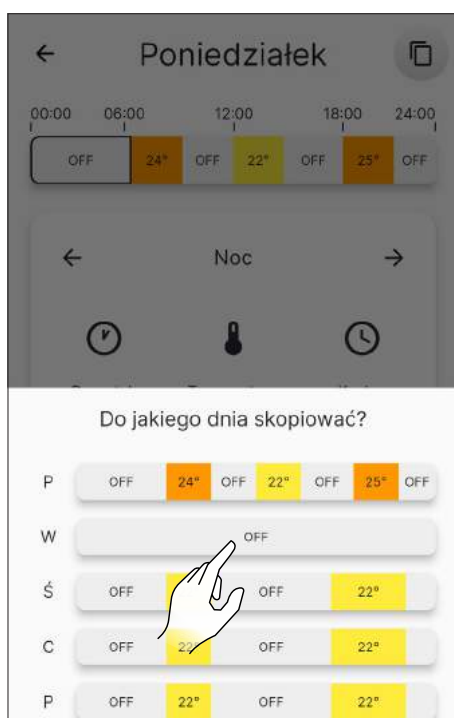 Poniedziałek
00:00 06:00 12:00 18:00 24:00
OFF 24° OFF 22° OFF 25° OFF
Noc
Do jakiego dnia skopiować?
P OFF 24° OFF 22° OFF 25° OFF
W OFF
Ś OFF OFF 22°
C OFF 22° OFF 22°
P OFF 22° OFF 22°